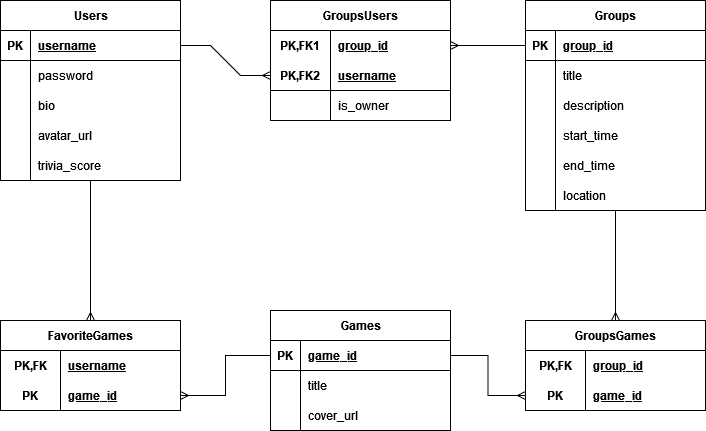 Users
PK username
password
bio
avatar_url
trivia_score
GroupsUsers
PK,FK1 group_id
PK,FK2 username
is_owner
Groups
PK group_id
title
description
start_time
end_time
location
FavoriteGames
PK,FK username
PK game_id
Games
PK game_id
title
cover_url
GroupsGames
PK,FK group_id
PK game_id